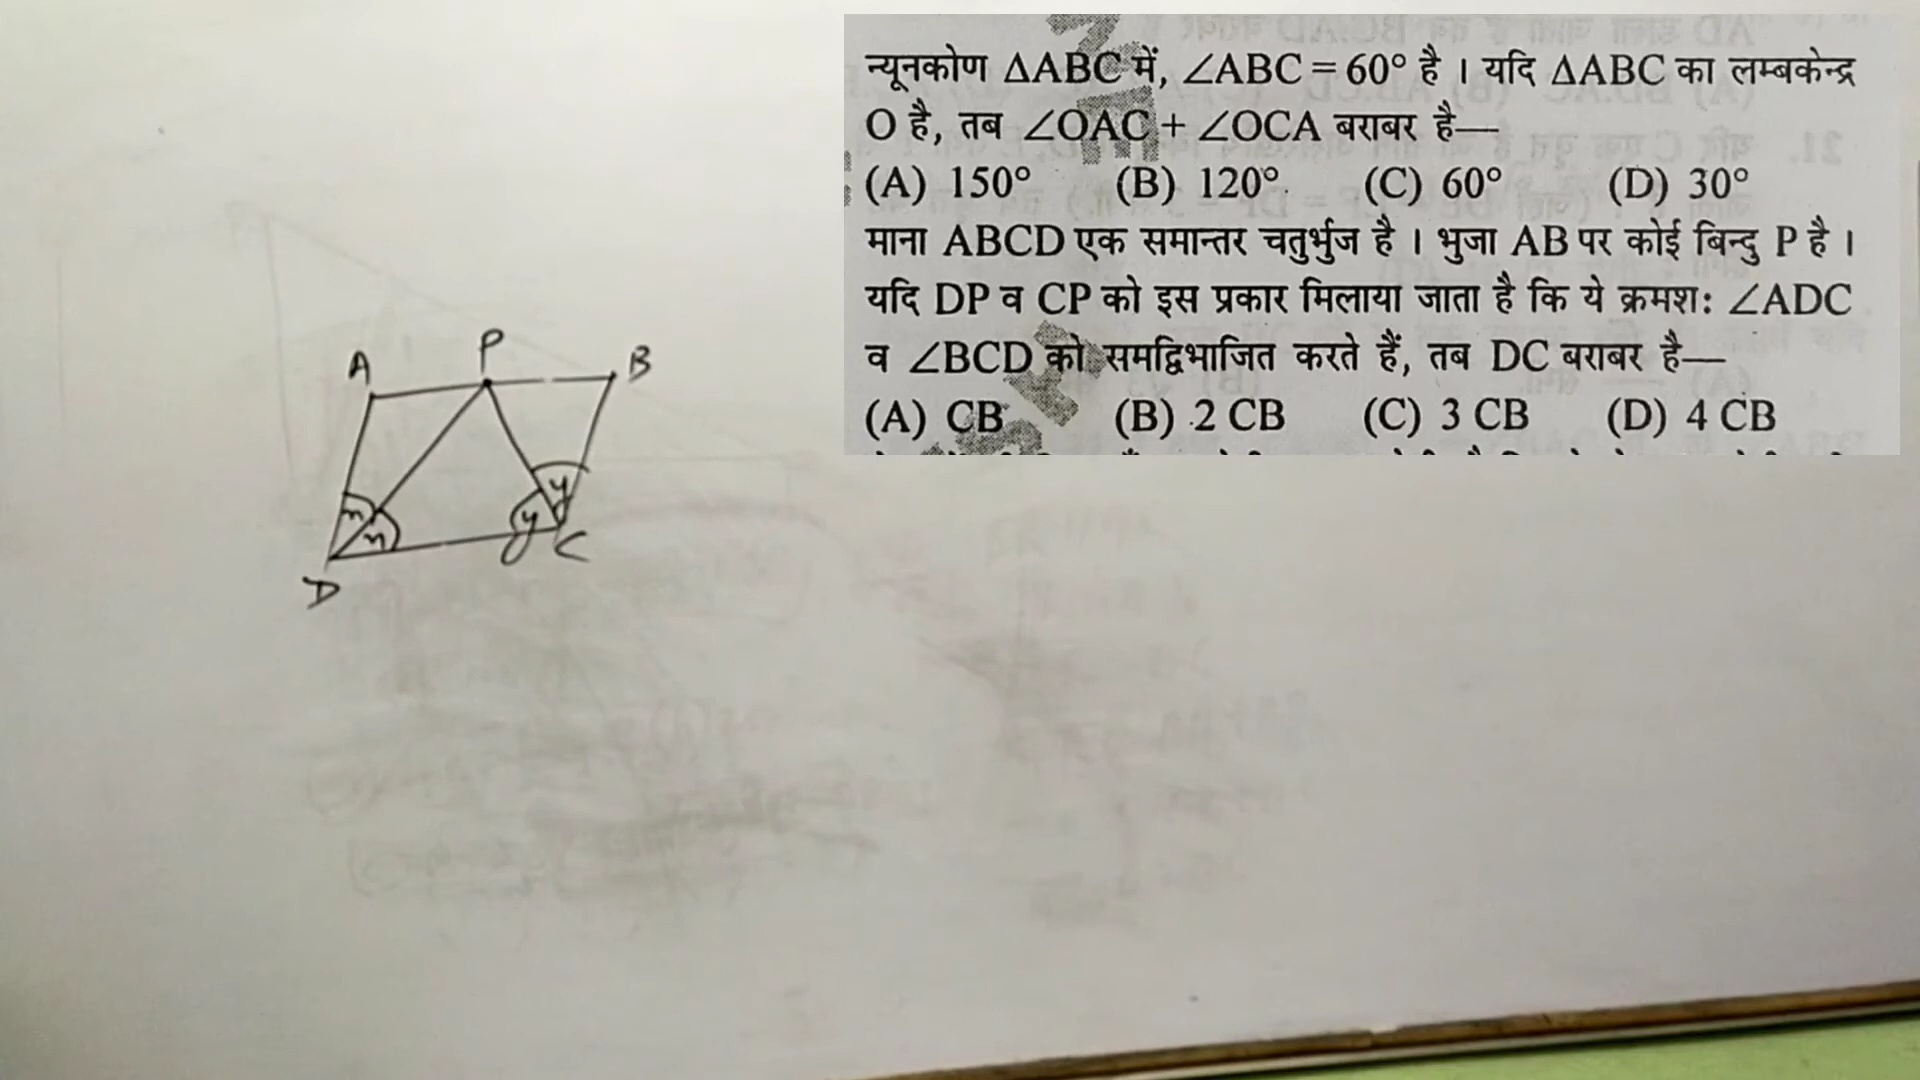 न्यूनकोण ΔABC में, ∠ABC = 60° है । यदि ΔABC का लम्बकेन्द्र
O है, तब ∠OAC + ∠OCA बराबर है—
(A) 150° (B) 120° (C) 60° (D) 30°
माना ABCD एक समान्तर चतुर्भुज है । भुजा AB पर कोई बिन्दु P है ।
यदि DP व CP को इस प्रकार मिलाया जाता है कि ये क्रमश: ∠ADC
व ∠BCD को समद्विभाजित करते हैं, तब DC बराबर है—
(A) CB (B) 2 CB (C) 3 CB (D) 4 CB
A P B
y
y
D C